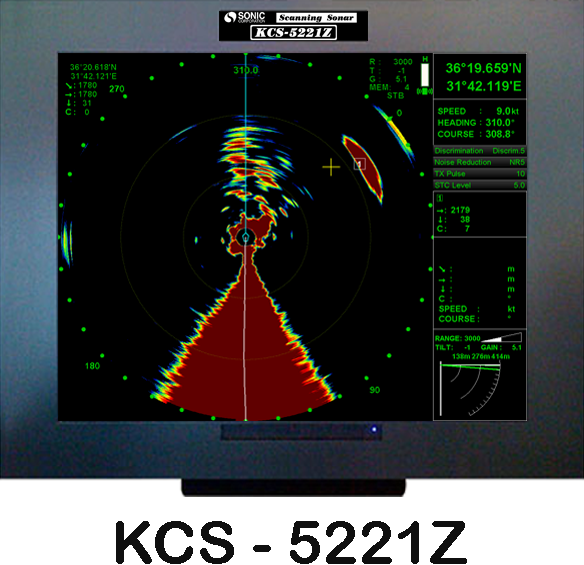 SONIC
CORPORATION
Scanning Sonar
KCS-5221Z
36°20.618'N
31°42.121'E
↘: 1780
→: 1780
↓: 31
C: 0
270
310.0
R : 3000
T : -1
G : 5.1
MEM: 4
STB
H
0
180
90
1
36°19.659'N
31°42.119'E
SPEED : 9.0kt
HEADING : 310.0°
COURSE : 308.8°
Discrimination Discrim.5
Noise Reduction NR5
TX Pulse 10
STC Level 5.0
1
→: 2179
↓: 38
C: 7
↘ : m
→ : m
↓ : m
C : °
SPEED : kt
COURSE : °
RANGE: 3000
TILT: -1 GAIN : 5.1
138m 276m 414m
KCS - 5221Z